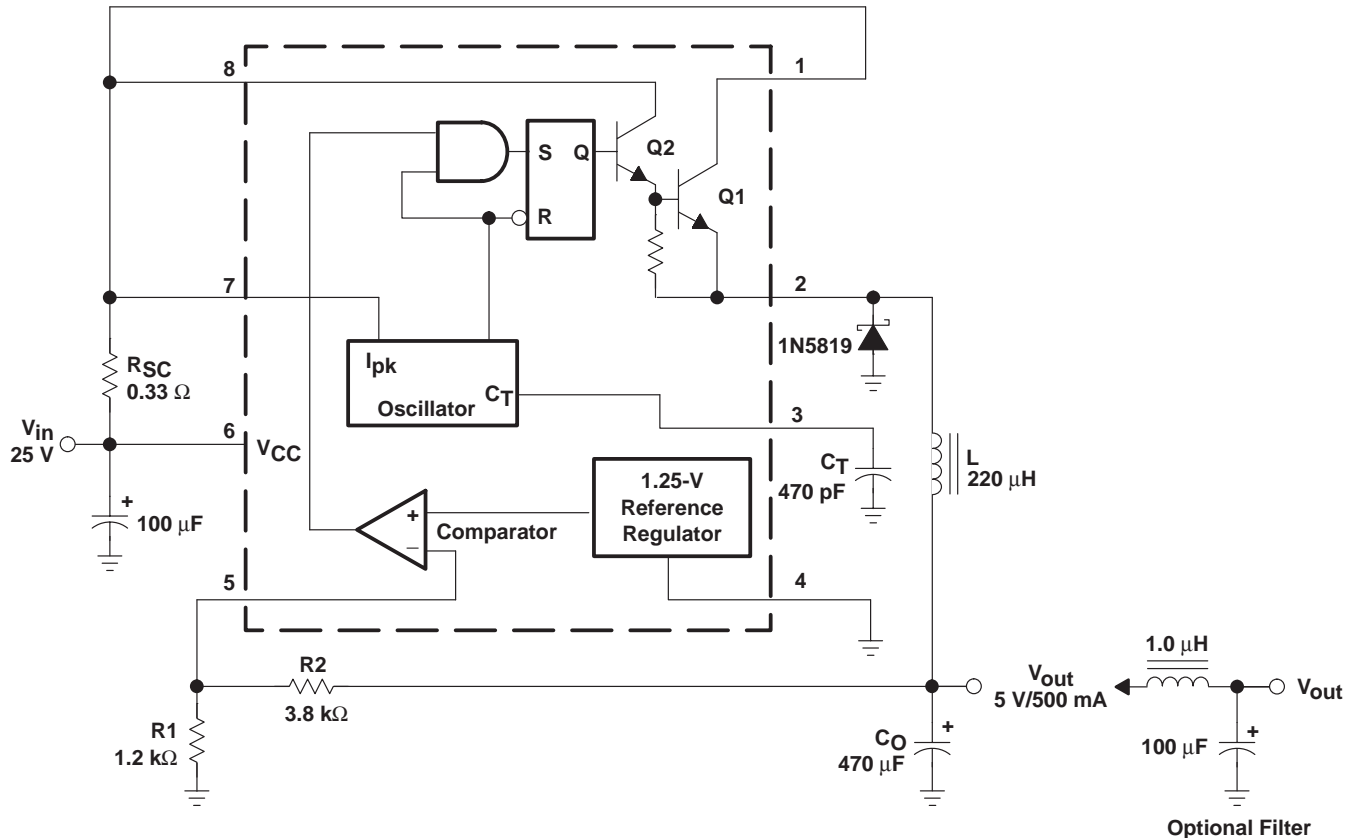 8
1
S
Q
Q2
R
Q1
7
2
1N5819
RSC
0.33 Ω
Ipk
CT
Oscillator
3
Vin
25 V
6
VCC
CT
470 pF
L
220 μH
1.25-V
Reference
Regulator
+
100 μF
+
–
Comparator
5
4
R2
3.8 kΩ
R1
1.2 kΩ
Vout
5 V/500 mA
1.0 μH
Vout
CO
470 μF
+
100 μF
+
Optional Filter